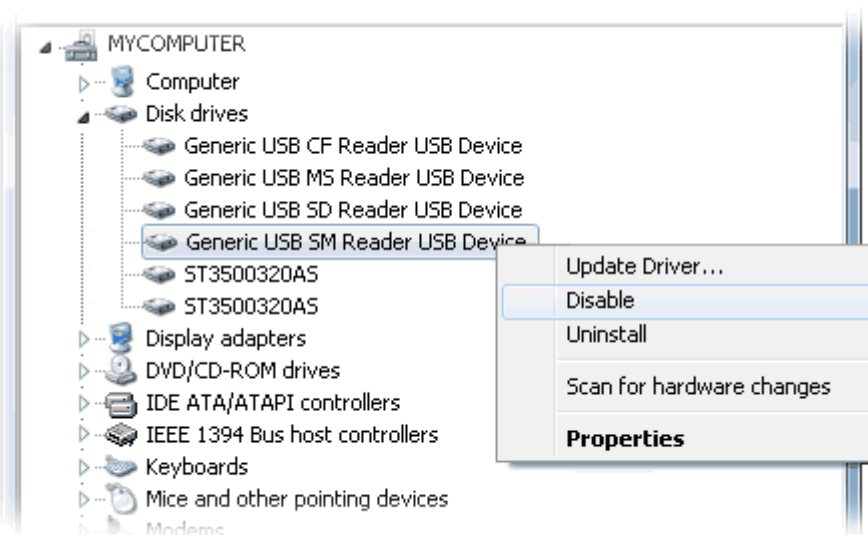 MYCOMPUTER
Computer
Disk drives
Generic USB CF Reader USB Device
Generic USB MS Reader USB Device
Generic USB SD Reader USB Device
Generic USB SM Reader USB Device
ST3500320AS
ST3500320AS
Display adapters
DVD/CD-ROM drives
IDE ATA/ATAPI controllers
IEEE 1394 Bus host controllers
Keyboards
Mice and other pointing devices
Modems
Update Driver...
Disable
Uninstall
Scan for hardware changes
Properties